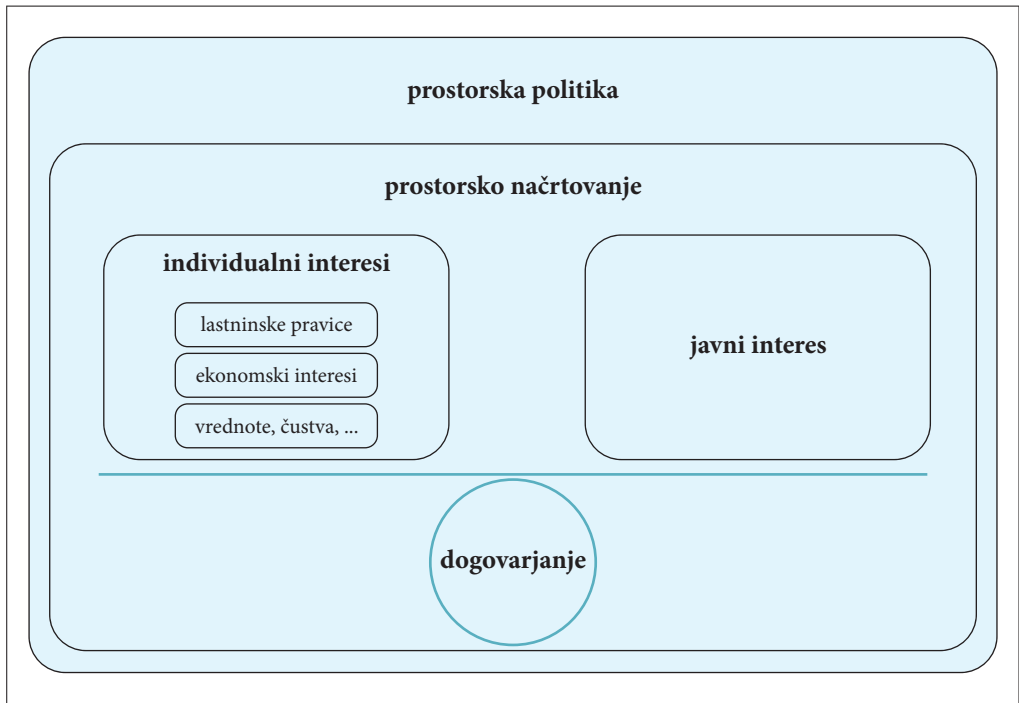 prostorska politika
prostorsko načrtovanje
individualni interesi
lastninske pravice
ekonomski interesi
vrednote, čustva, ...
javni interes
dogovarjanje